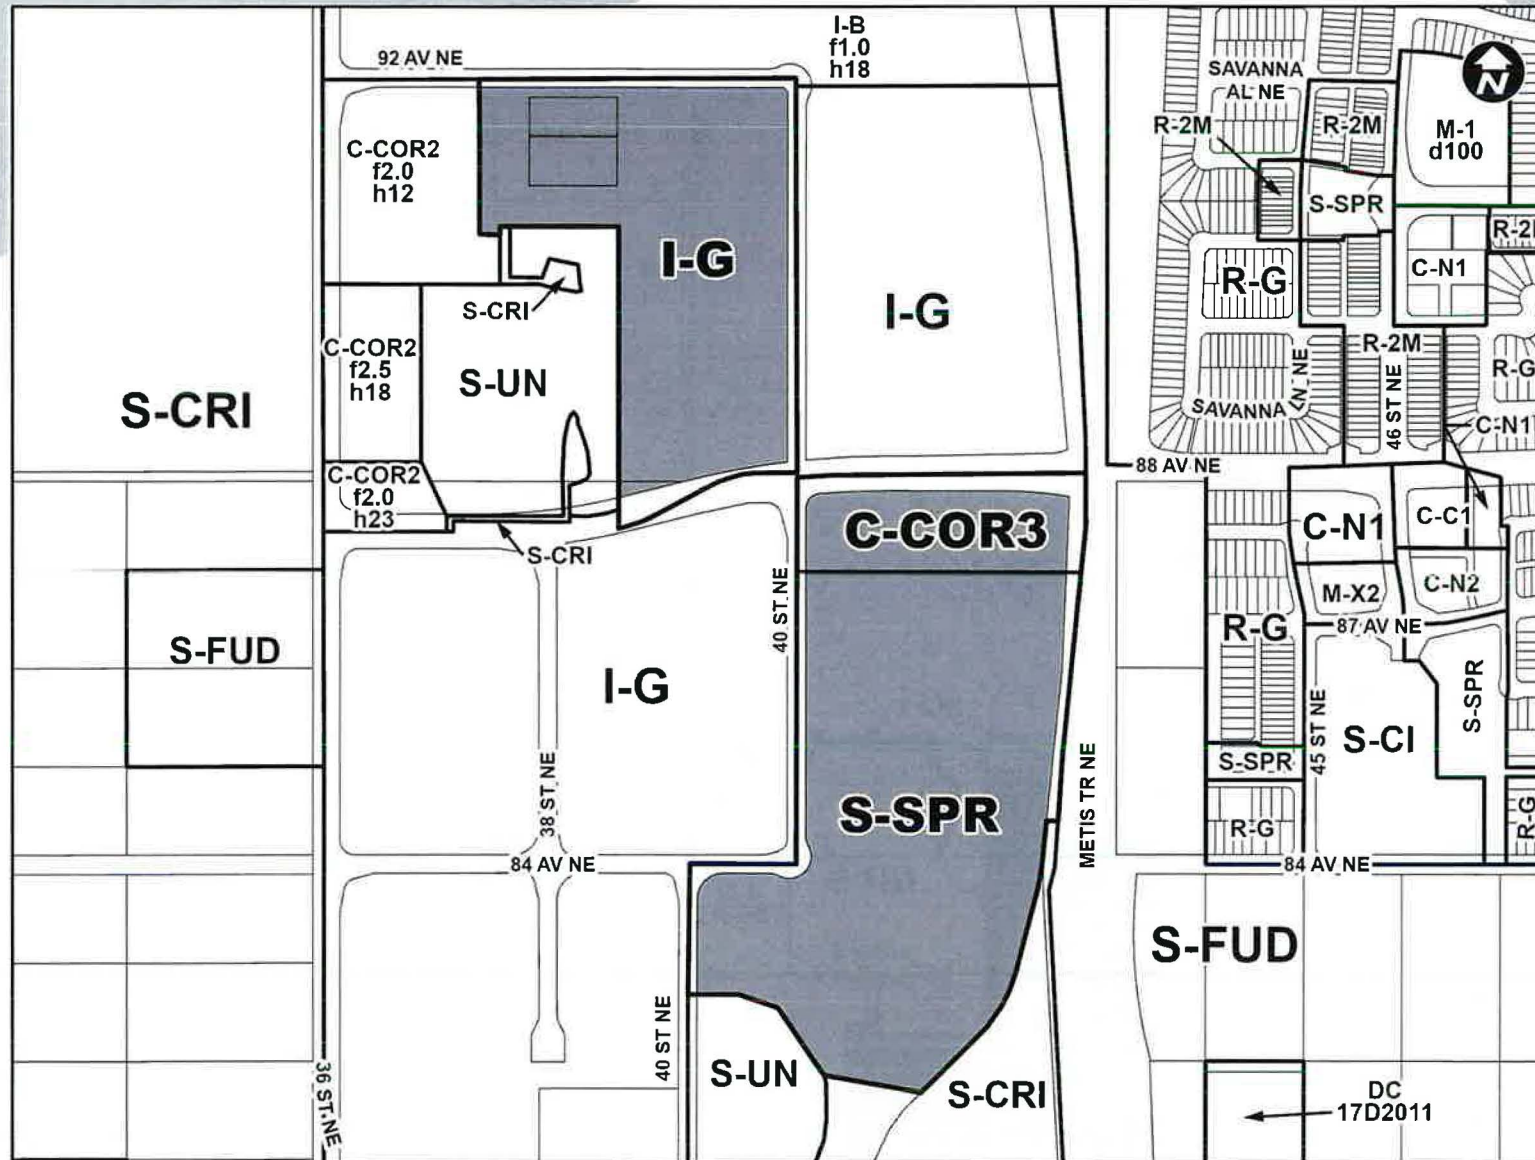 92 AV NE
I-B
f1.0
h18
SAVANNA
AL NE
N
R-2M
R-2M
M-1
d100
C-COR2
f2.0
h12
S-SPR
I-G
R-G
C-N1
S-CRI
I-G
C-COR2
f2.5
h18
S-UN
R-2M
R-G
S-CRI
SAVANNA
LN NE
46 ST NE
C-N1
88 AV NE
C-COR2
f2.0
h23
C-COR3
C-N1
C-C1
S-CRI
40 ST NE
M-X2
C-N2
S-FUD
R-G
87 AV NE
I-G
S-SPR
45 ST NE
S-CI
38 ST NE
METIS TR NE
S-SPR
S-SPR
R-G
R-G
84 AV NE
84 AV NE
S-FUD
40 ST NE
S-UN
S-CRI
36 ST NE
DC
17D2011